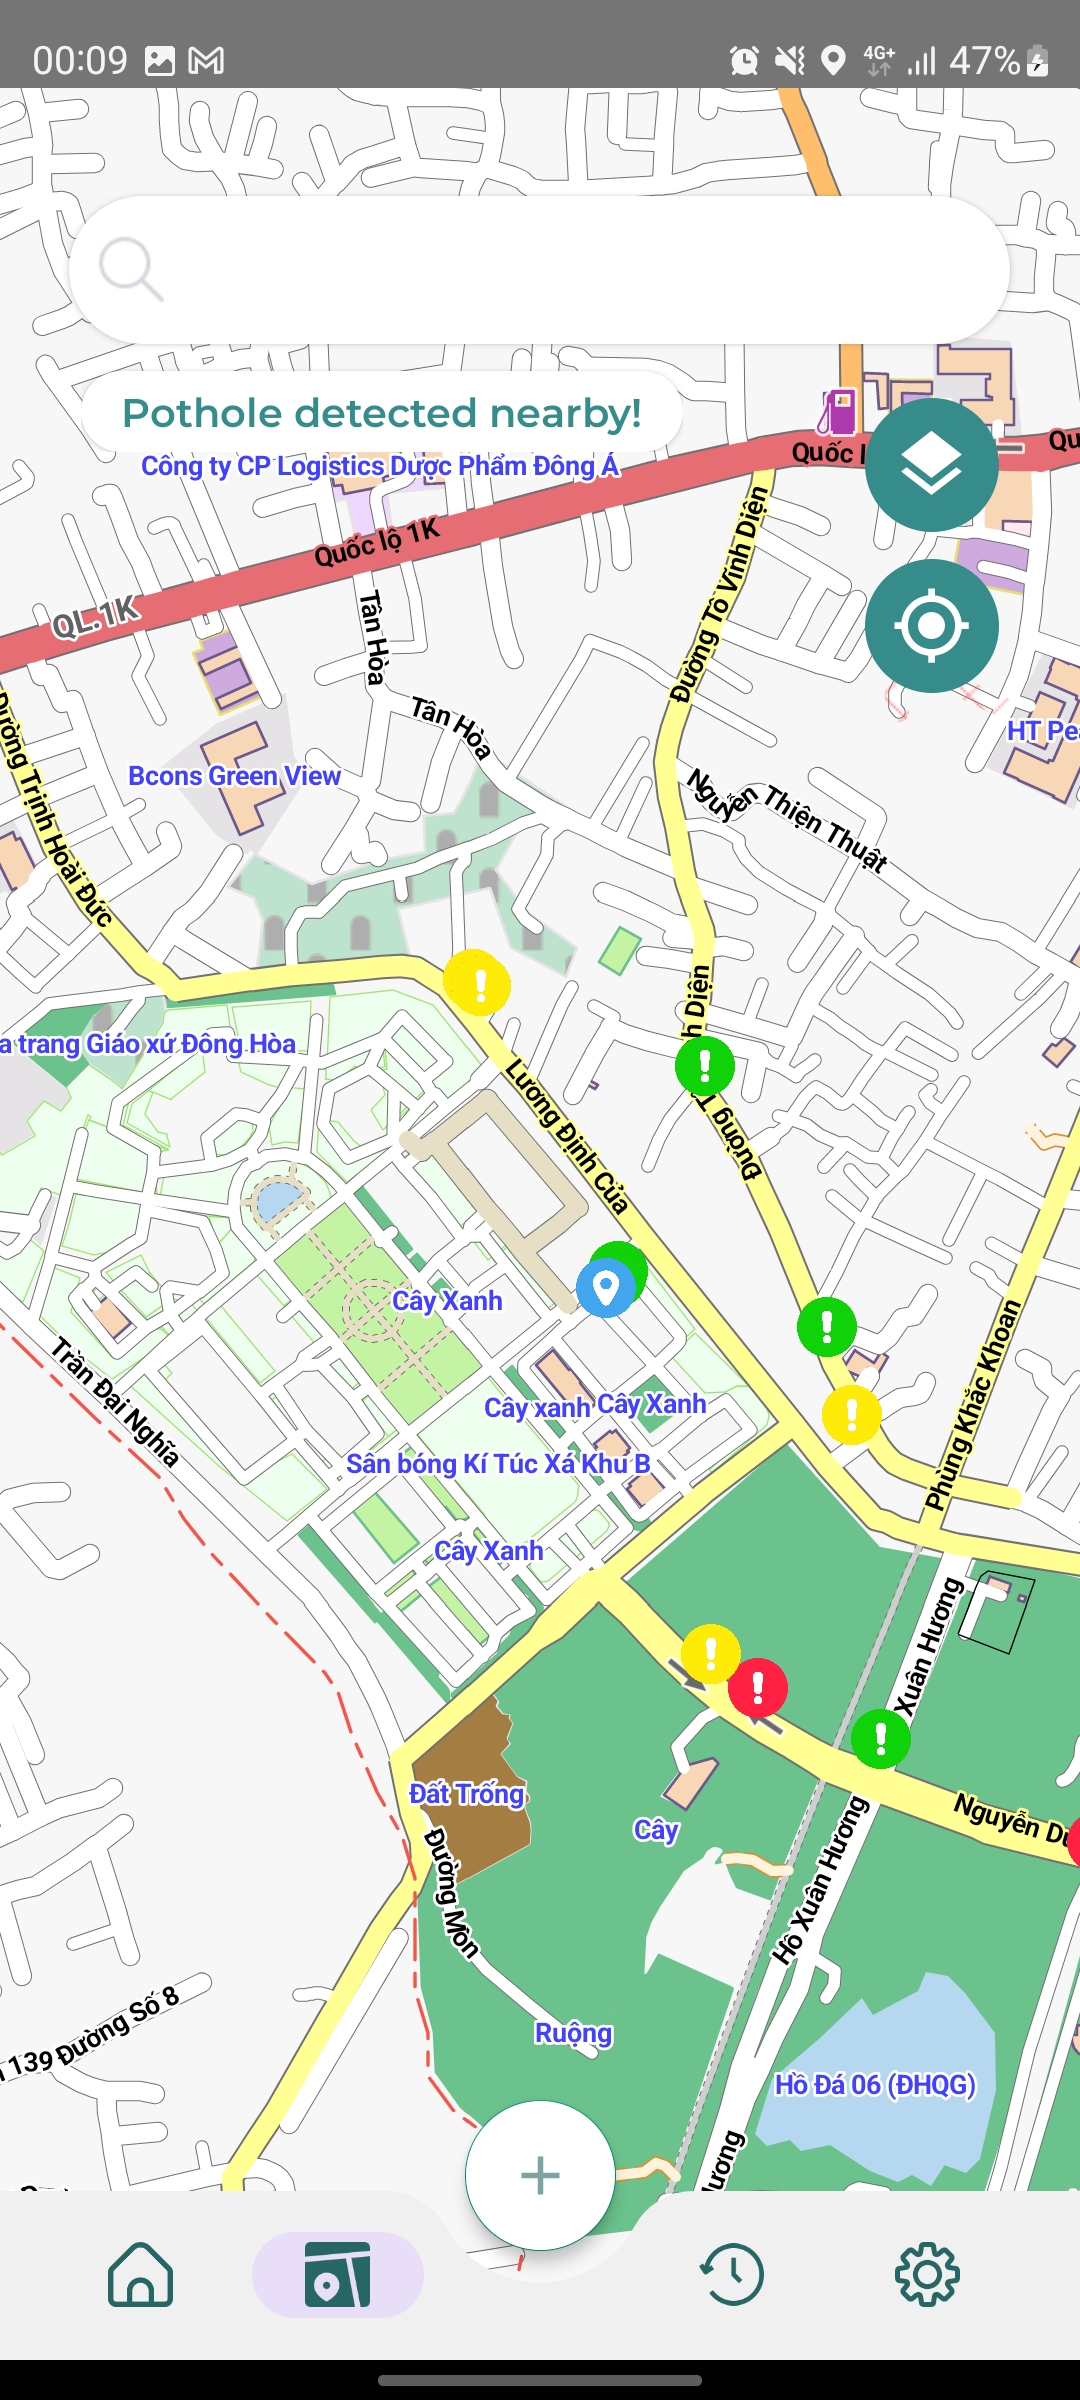 00:09
4G+
47%
Pothole detected nearby!
Công ty CP Logistics Dược Phẩm Đông Á
Quốc l
Qu
Quốc lộ 1K
QL.1K
Đường Tô Vĩnh Diện
Tân Hòa
Tân Hòa
HT Pe
Bcons Green View
Đường Trịnh Hoài Đức
Nguyễn Thiện Thuật
h Diện
a trang Giáo xứ Đông Hòa
Lương Định Của
Đường T
Cây Xanh
Trần Đại Nghĩa
Phùng Khắc Khoan
Cây xanh
Cây Xanh
Sân bóng Kí Túc Xá Khu B
Cây Xanh
Xuân Hương
Đất Trống
Nguyễn Du
Cây
Đường Mòn
Hồ Xuân Hương
139 Đường Số 8
Ruộng
Hồ Đá 06 (ĐHQG)
Hương